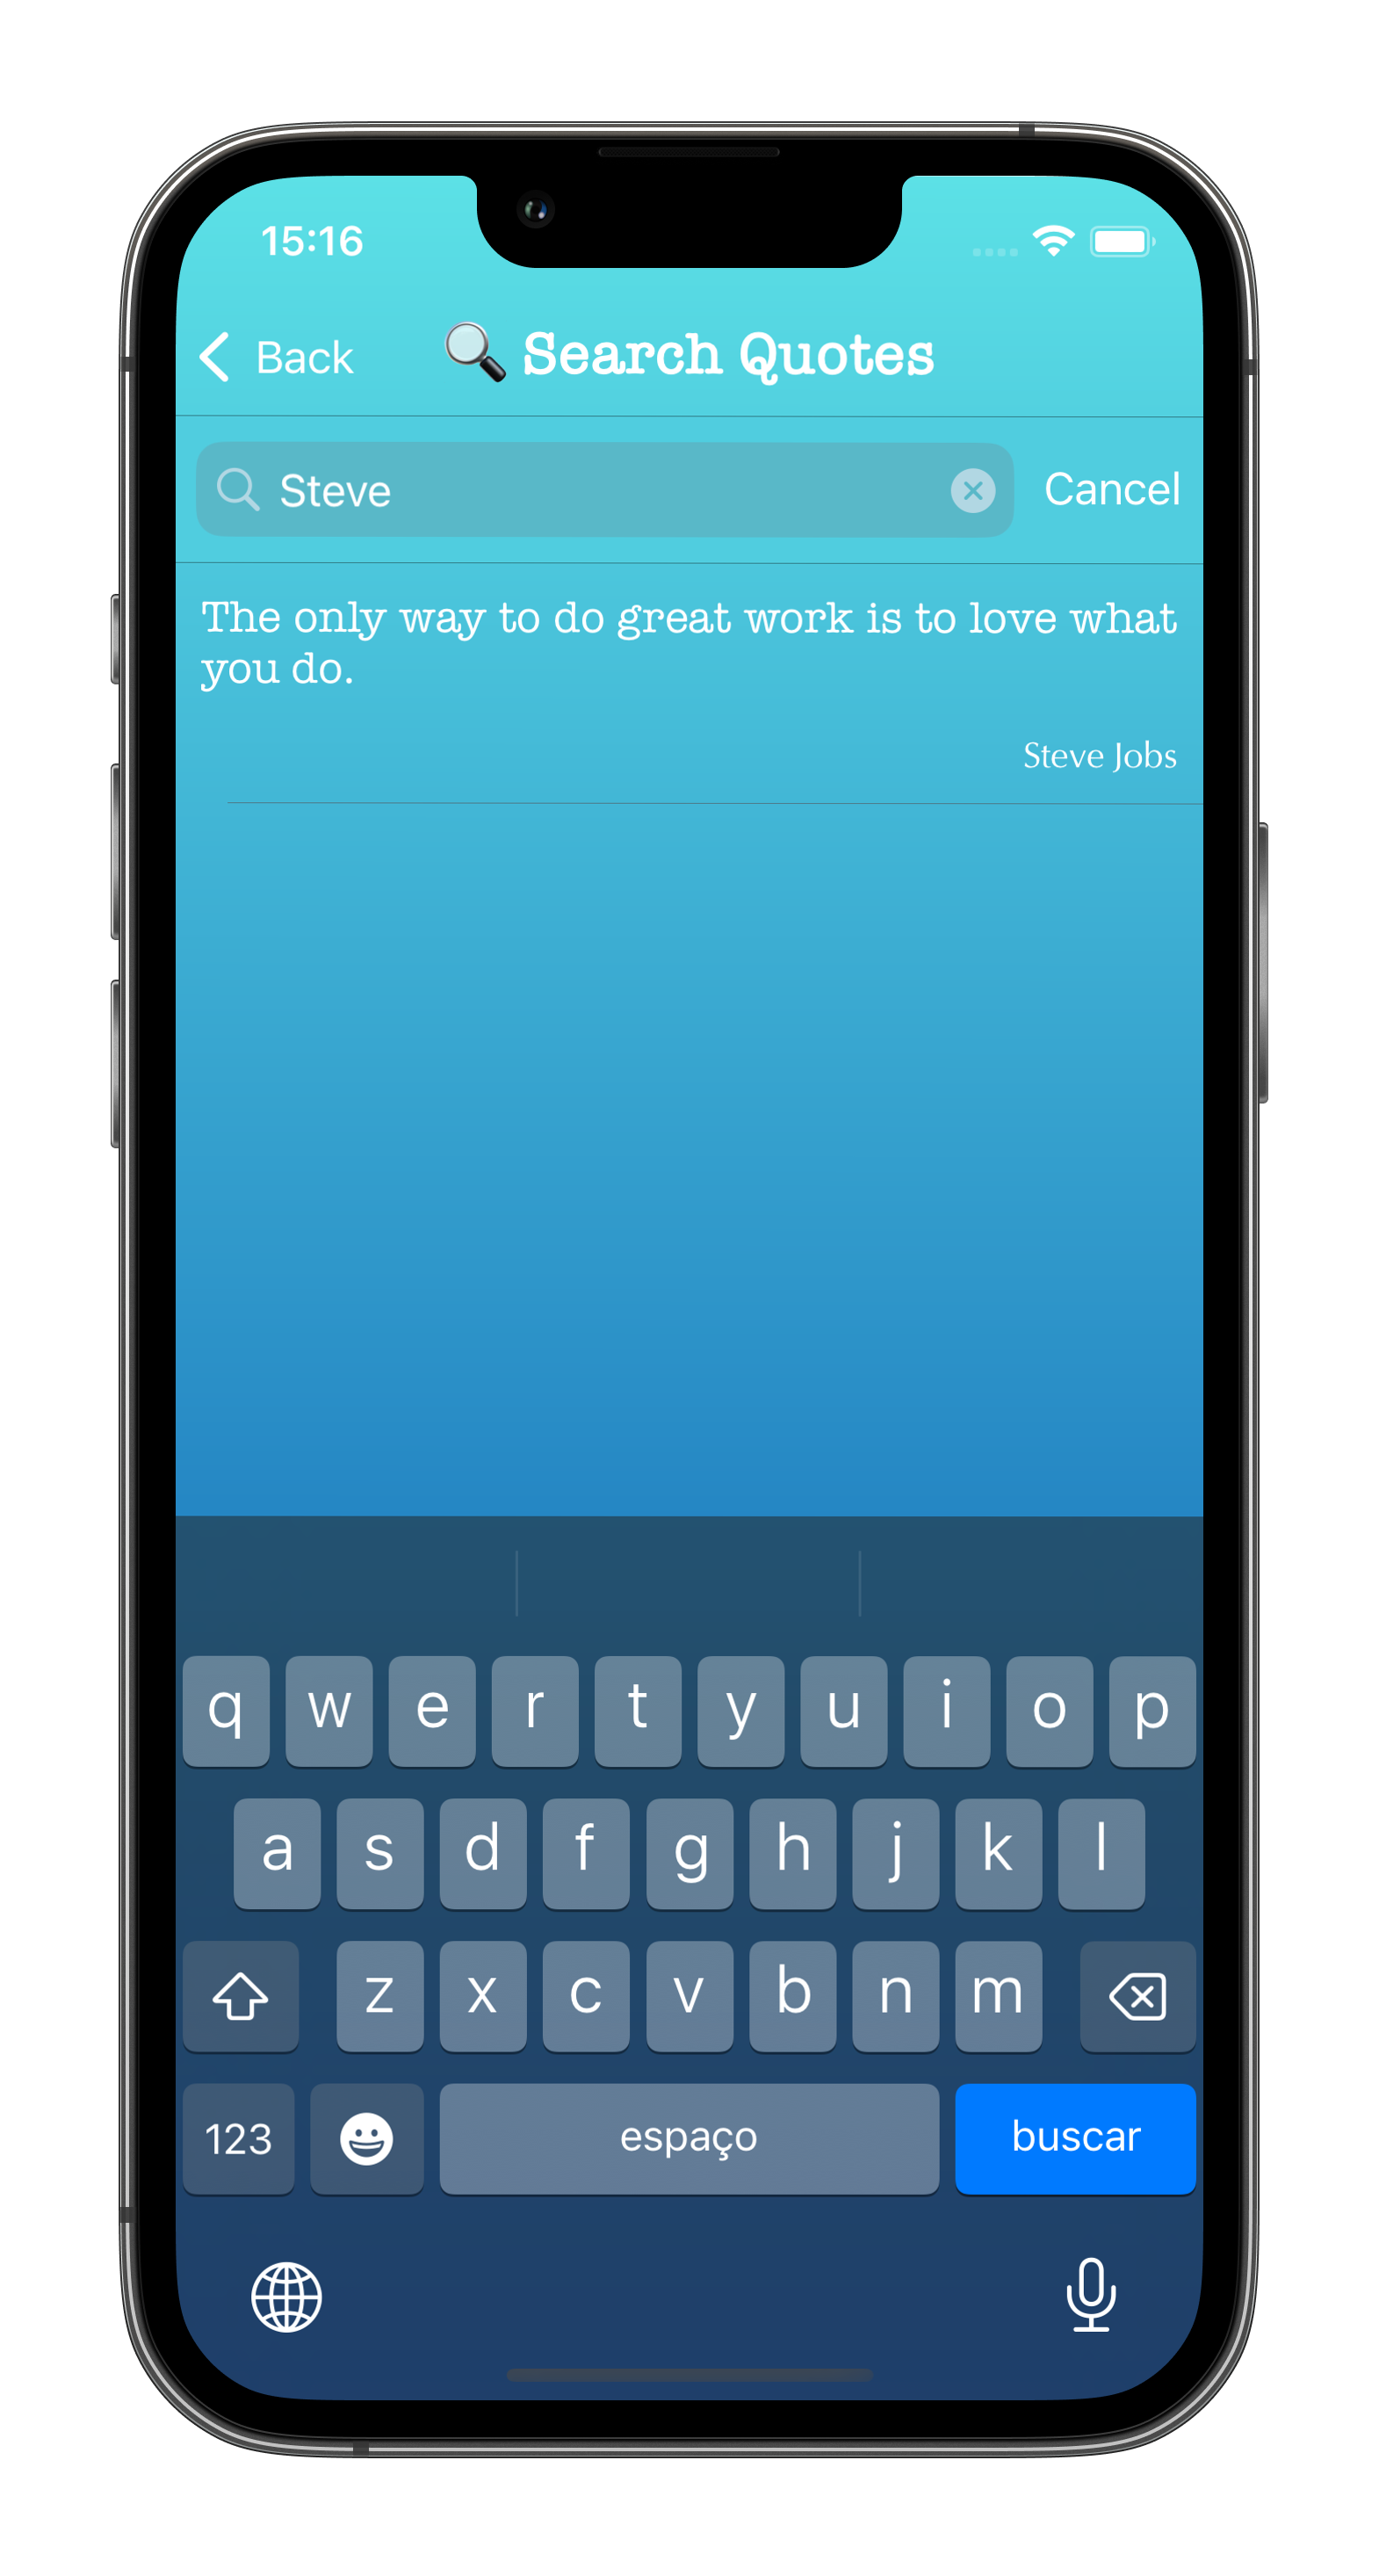 15:16
Back
🔍 Search Quotes
Steve
Cancel
The only way to do great work is to love what
you do.
Steve Jobs
q w e r t y u i o p
a s d f g h j k l
z x c v b n m
123
espaço
buscar